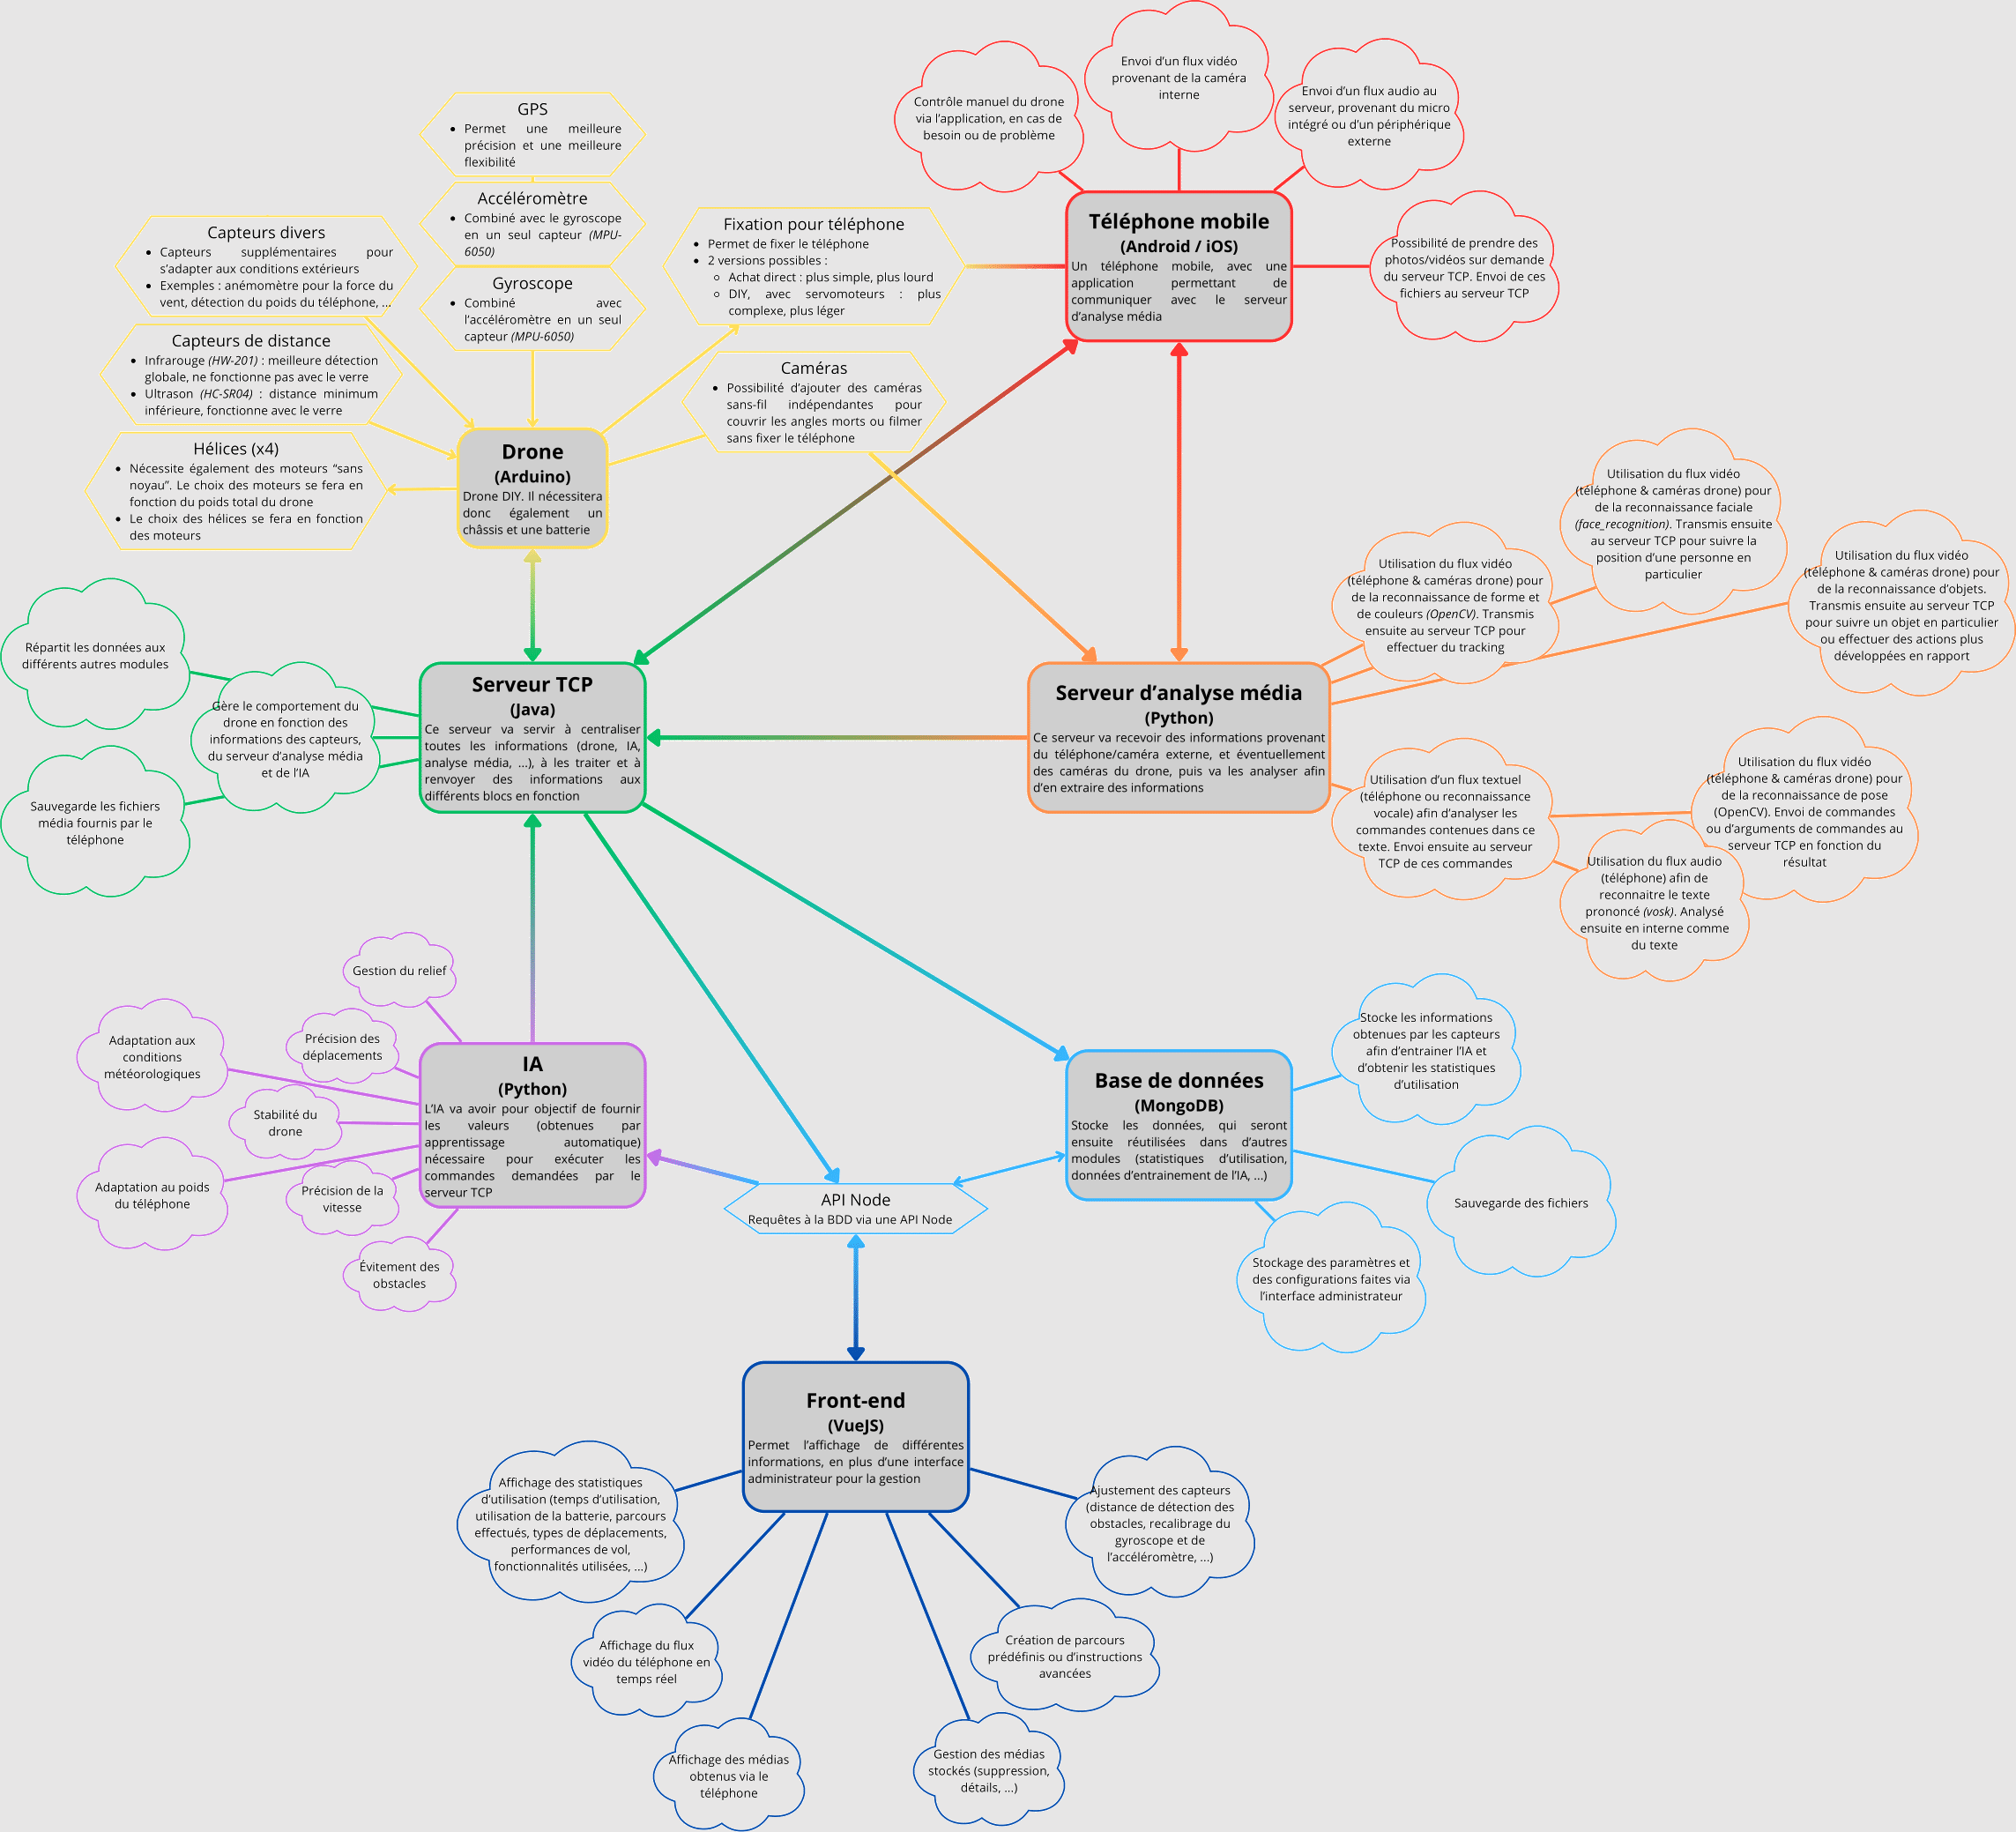 Contrôle manuel du drone
via l'application, en cas de
besoin ou de problème
Envoi d'un flux vidéo
provenant de la caméra
interne
Envoi d'un flux audio au
serveur, provenant du micro
intégré ou d'un périphérique
externe
Possibilité de prendre des
photos/vidéos sur demande
du serveur TCP. Envoi de ces
fichiers au serveur TCP
Téléphone mobile
(Android / iOS)
Un téléphone mobile, avec une
application permettant de
communiquer avec le serveur
d'analyse média
GPS
• Permet une meilleure
précision et une meilleure
flexibilité
Accéléromètre
• Combiné avec le gyroscope
en un seul capteur (MPU-
6050)
Gyroscope
• Combiné avec
l'accéléromètre en un seul
capteur (MPU-6050)
Capteurs divers
• Capteurs supplémentaires pour
s'adapter aux conditions extérieurs
• Exemples : anémomètre pour la force du
vent, détection du poids du téléphone, ...
Capteurs de distance
• Infrarouge (HW-201) : meilleure détection
globale, ne fonctionne pas avec le verre
• Ultrason (HC-SR04) : distance minimum
inférieure, fonctionne avec le verre
Hélices (x4)
• Nécessite également des moteurs “sans
noyau”. Le choix des moteurs se fera en
fonction du poids total du drone
• Le choix des hélices se fera en fonction
des moteurs
Fixation pour téléphone
• Permet de fixer le téléphone
• 2 versions possibles :
◦ Achat direct : plus simple, plus lourd
◦ DIY, avec servomoteurs : plus
complexe, plus léger
Caméras
• Possibilité d'ajouter des caméras
sans-fil indépendantes pour
couvrir les angles morts ou filmer
sans fixer le téléphone
Drone
(Arduino)
Drone DIY. Il nécessitera
donc également un
châssis et une batterie
Répartit les données aux
différents autres modules
Gère le comportement du
drone en fonction des
informations des capteurs,
du serveur d'analyse média
et de l'IA
Sauvegarde les fichiers
média fournis par le
téléphone
Serveur TCP
(Java)
Ce serveur va servir à centraliser
toutes les informations (drone, IA,
analyse média, ...), à les traiter et à
renvoyer des informations aux
différents blocs en fonction
Serveur d'analyse média
(Python)
Ce serveur va recevoir des informations provenant
du téléphone/caméra externe, et éventuellement
des caméras du drone, puis va les analyser afin
d'en extraire des informations
Utilisation du flux vidéo
(téléphone & caméras drone) pour
de la reconnaissance de forme et
de couleurs (OpenCV). Transmis
ensuite au serveur TCP pour
effectuer du tracking
Utilisation du flux vidéo
(téléphone & caméras drone) pour
de la reconnaissance faciale
(face_recognition). Transmis ensuite
au serveur TCP pour suivre la
position d'une personne en
particulier
Utilisation du flux vidéo
(téléphone & caméras drone) pour
de la reconnaissance d'objets.
Transmis ensuite au serveur TCP
pour suivre un objet en particulier
ou effectuer des actions plus
développées en rapport
Utilisation d'un flux textuel
(téléphone ou reconnaissance
vocale) afin d'analyser les
commandes contenues dans ce
texte. Envoi ensuite au serveur
TCP de ces commandes
Utilisation du flux vidéo
(téléphone & caméras drone) pour
de la reconnaissance de pose
(OpenCV). Envoi de commandes
ou d'arguments de commandes au
serveur TCP en fonction du
résultat
Utilisation du flux audio
(téléphone) afin de
reconnaitre le texte
prononcé (vosk). Analysé
ensuite en interne comme
du texte
Gestion du relief
Précision des
déplacements
Adaptation aux
conditions
météorologiques
Stabilité du
drone
Adaptation au poids
du téléphone
Précision de la
vitesse
Évitement des
obstacles
IA
(Python)
L'IA va avoir pour objectif de fournir
les valeurs (obtenues par
apprentissage automatique)
nécessaire pour exécuter les
commandes demandées par le
serveur TCP
API Node
Requêtes à la BDD via une API Node
Base de données
(MongoDB)
Stocke les données, qui seront
ensuite réutilisées dans d'autres
modules (statistiques d'utilisation,
données d'entrainement de l'IA, ...)
Stocke les informations
obtenues par les capteurs
afin d'entrainer l'IA et
d'obtenir les statistiques
d'utilisation
Sauvegarde des fichiers
Stockage des paramètres et
des configurations faites via
l'interface administrateur
Front-end
(VueJS)
Permet l'affichage de différentes
informations, en plus d'une interface
administrateur pour la gestion
Affichage des statistiques
d'utilisation (temps d'utilisation,
utilisation de la batterie, parcours
effectués, types de déplacements,
performances de vol,
fonctionnalités utilisées, ...)
Affichage du flux
vidéo du téléphone en
temps réel
Affichage des médias
obtenus via le
téléphone
Gestion des médias
stockés (suppression,
détails, ...)
Création de parcours
prédéfinis ou d'instructions
avancées
Ajustement des capteurs
(distance de détection des
obstacles, recalibrage du
gyroscope et de
l'accéléromètre, ...)